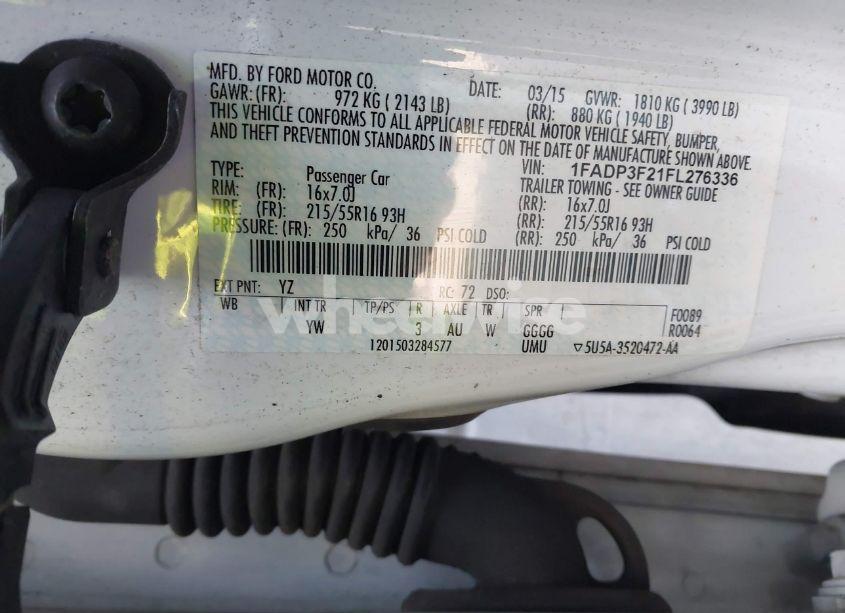 MFD. BY FORD MOTOR CO.
DATE: 03/15 GVWR: 1810 KG ( 3990 LB)
GAWR: (FR): 972 KG ( 2143 LB) (RR): 880 KG ( 1940 LB)
THIS VEHICLE CONFORMS TO ALL APPLICABLE FEDERAL MOTOR VEHICLE SAFETY, BUMPER,
AND THEFT PREVENTION STANDARDS IN EFFECT ON THE DATE OF MANUFACTURE SHOWN ABOVE.
VIN: 1FADP3F21FL276336
TYPE: Passenger Car TRAILER TOWING - SEE OWNER GUIDE
RIM: (FR): 16x7.0J (RR): 16x7.0J
TIRE: (FR): 215/55R16 93H (RR): 215/55R16 93H
PRESSURE: (FR): 250 kPa/ 36 PSI COLD (RR): 250 kPa/ 36 PSI COLD
EXT PNT: YZ RC: 72 DSO:
WB INT TR TP/PS R AXLE TR SPR F0089
YW 3 AU W GGGG R0064
1201503284577 UMU ▽5U5A-3520472-AA
wheelwire